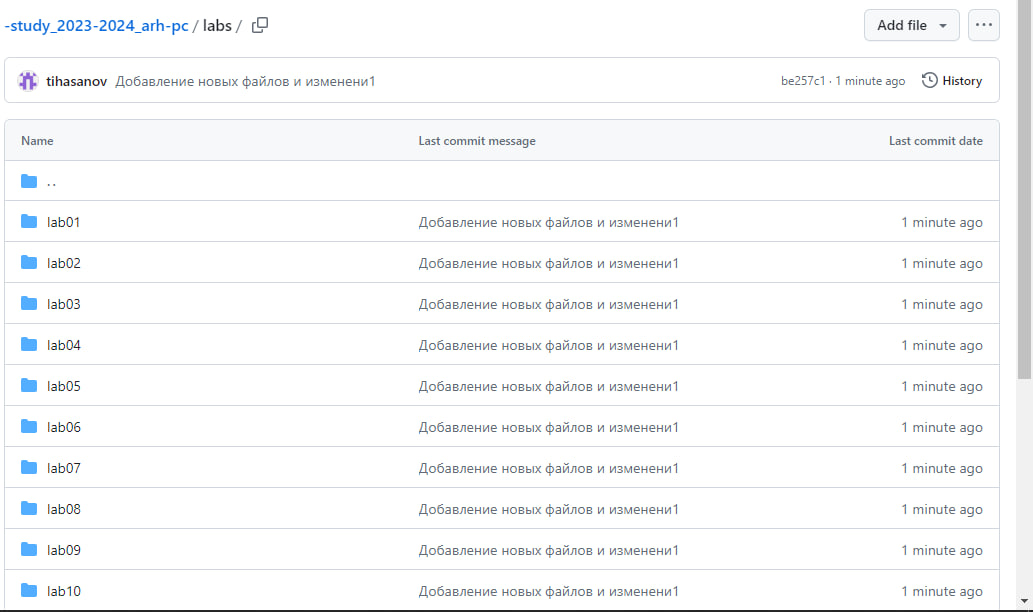 -study_2023-2024_arh-pc / labs / Add file ...
tihasanov Добавление новых файлов и изменени1 be257c1 · 1 minute ago History
Name Last commit message Last commit date
..
lab01 Добавление новых файлов и изменени1 1 minute ago
lab02 Добавление новых файлов и изменени1 1 minute ago
lab03 Добавление новых файлов и изменени1 1 minute ago
lab04 Добавление новых файлов и изменени1 1 minute ago
lab05 Добавление новых файлов и изменени1 1 minute ago
lab06 Добавление новых файлов и изменени1 1 minute ago
lab07 Добавление новых файлов и изменени1 1 minute ago
lab08 Добавление новых файлов и изменени1 1 minute ago
lab09 Добавление новых файлов и изменени1 1 minute ago
lab10 Добавление новых файлов и изменени1 1 minute ago